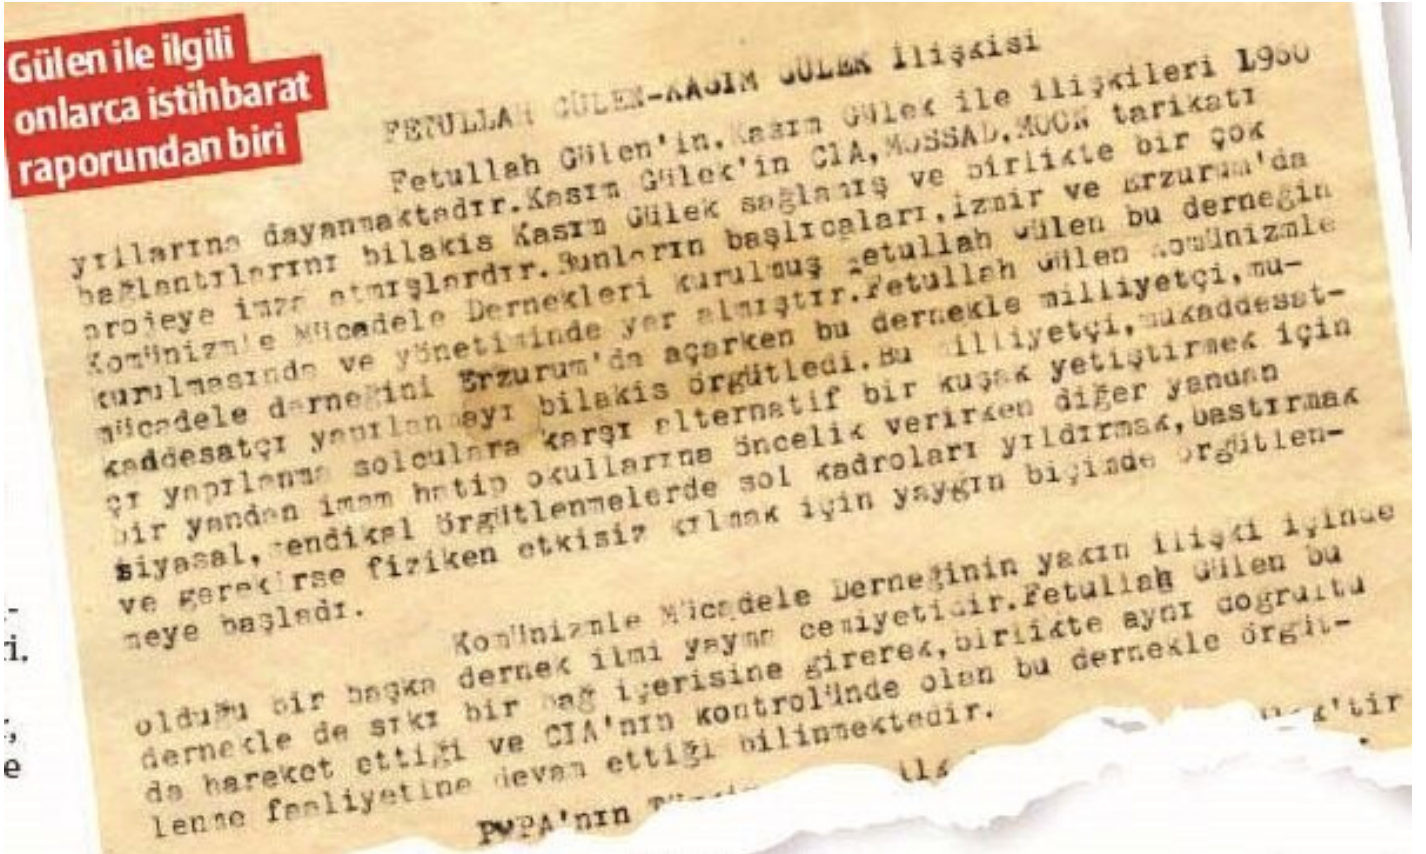 Gülen ile ilgili
onlarca istihbarat
raporundan biri
FETULLAH GÜLEN-KASIM GÜLEK İlişkisi
Fetullah Gülen'in,Kasım Gülek ile ilişkileri 1960
yılılarına dayanmaktadır.Kasım Gülek'in CIA,MOSSAD,MOON tarikatı
bağlantılarını bilakis Kasım Gülek sağlamış ve birlikte bir çok
projeye imza atmışlardır.Bunların başlıcaları,izmir ve Erzurum'da
Komünizmle Mücadele Dernekleri kurulmuş Fetullah Gülen bu derneğin
kurulmasında ve yönetiminde yer almıştır.Fetullah Gülen Komünizmle
mücadele derneğini Erzurum'da açarken bu dernekle milliyetçi,mu-
kaddesatçı yapılanmayı bilakis örgütledi.Bu milliyetçi,mukaddesat-
çı yapılanma solculara karşı alternatif bir kuşak yetiştirmek için
bir yandan imam hatip okullarına öncelik verirken diğer yandan
siyasal,sendikal örgütlenmelerde sol kadroları yıldırmak,bastırmak
ve gerekirse fiziken etkisiz kılmak için yaygın biçimde örgütlen-
meye başladı.
Komünizmle Mücadele Derneğinin yakın ilişki içinde
olduğu bir başka dernek ilmi yayma cemiyetidir.Fetullah Gülen bu
dernekle de sıkı bir bağ içerisine girerek,birlikte aynı doğrultu
da hareket ettiği ve CIA'nın kontrolünde olan bu dernekle örgüt-
lenme faaliyetine devam ettiği bilinmektedir.
PWPA'nın